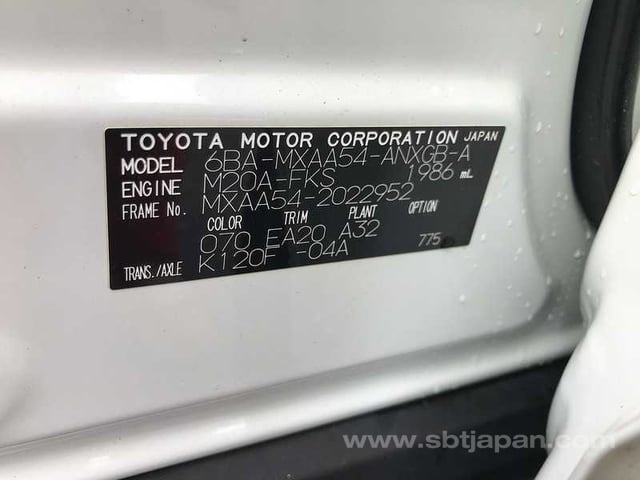 TOYOTA MOTOR CORPORATION JAPAN
MODEL 6BA-MXAA54-ANXGB-A
ENGINE M20A-FKS 1986 mL
FRAME No. MXAA54-2022952
COLOR TRIM PLANT OPTION
070 EA20 A32
TRANS./AXLE K120F -04A 775
www.sbtjapan.com